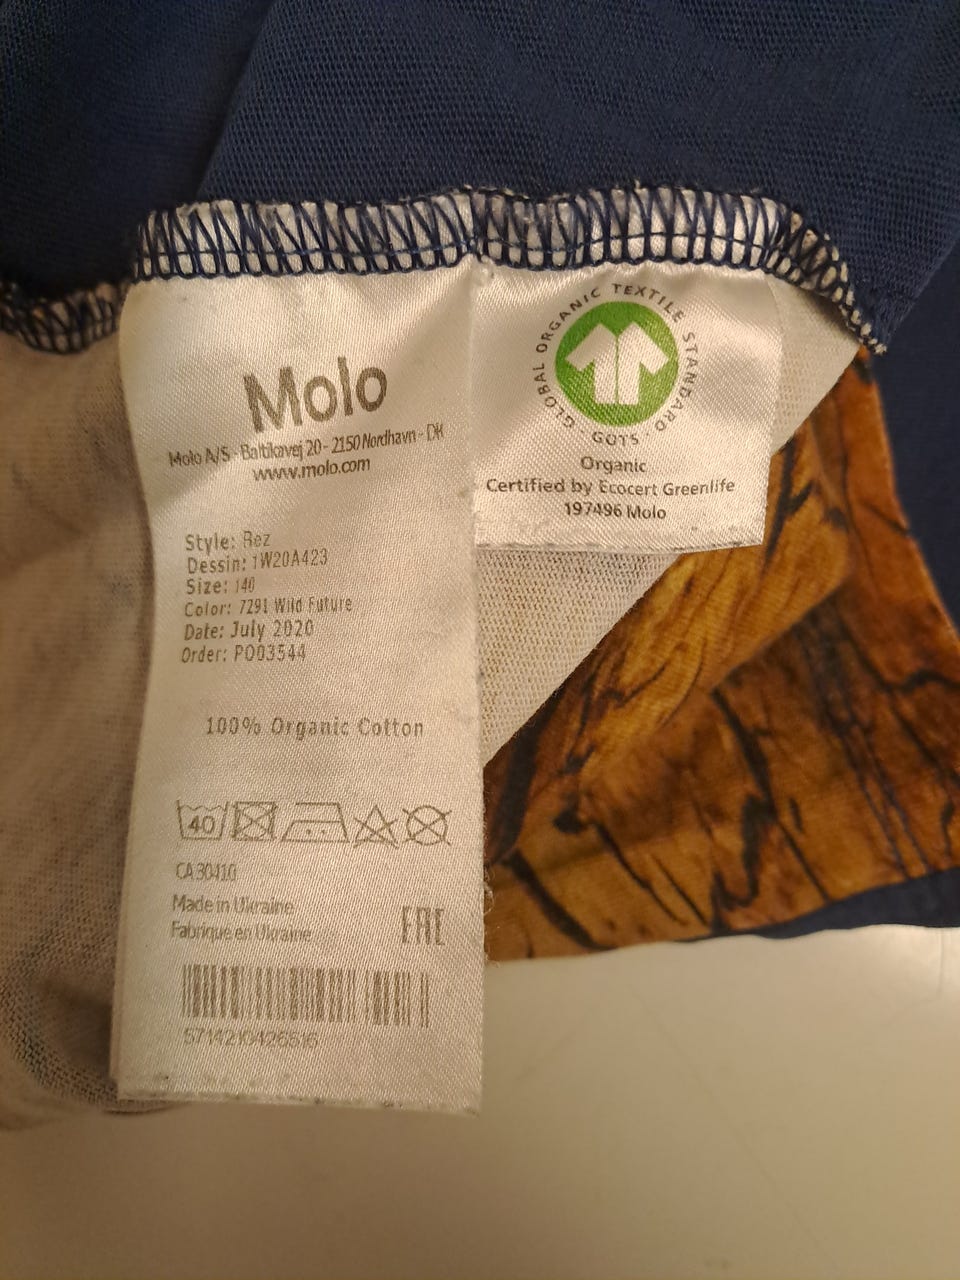 Molo
Molo A/S - Baltikavej 20 - 2150 Nordhavn - DK
www.molo.com
Style: Rez
Dessin: 1W20A423
Size: 140
Color: 7291 Wild Future
Date: July 2020
Order: PO03544
100% Organic Cotton
40
CA 30410
Made in Ukraine
Fabrique en Ukraine
EAC
5714210426516
GLOBAL ORGANIC TEXTILE STANDARD · GOTS ·
Organic
Certified by Ecocert Greenlife
197496 Molo